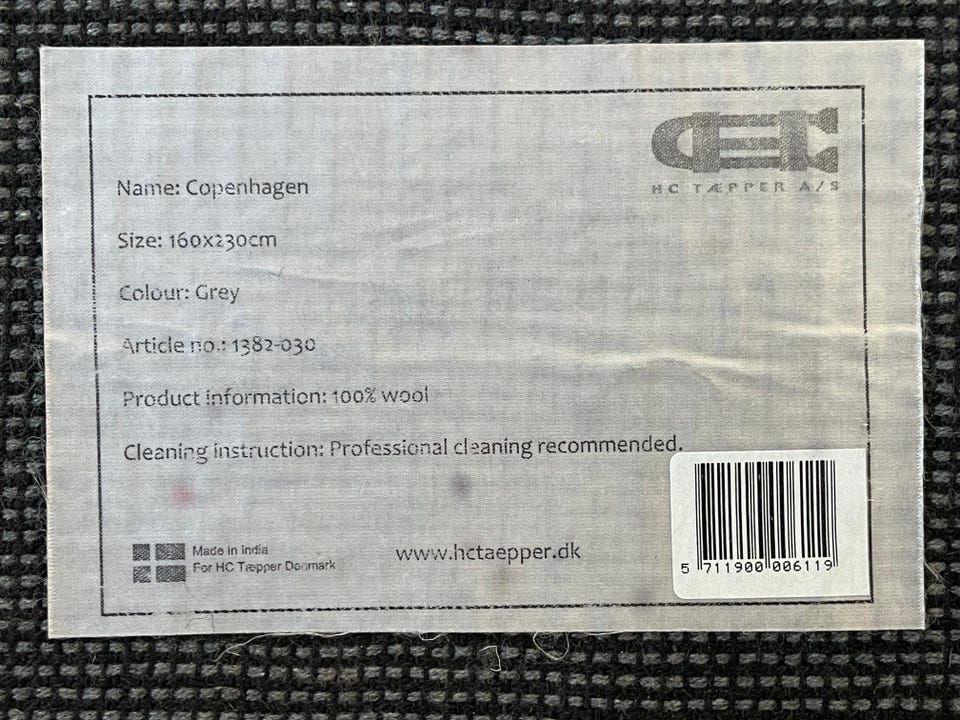 HC TÆPPER A/S
Name: Copenhagen
Size: 160x230cm
Colour: Grey
Article no.: 1382-030
Product information: 100% wool
Cleaning instruction: Professional cleaning recommended.
Made in India
For HC Tæpper Donmark
www.hctaepper.dk
5 711900 006119